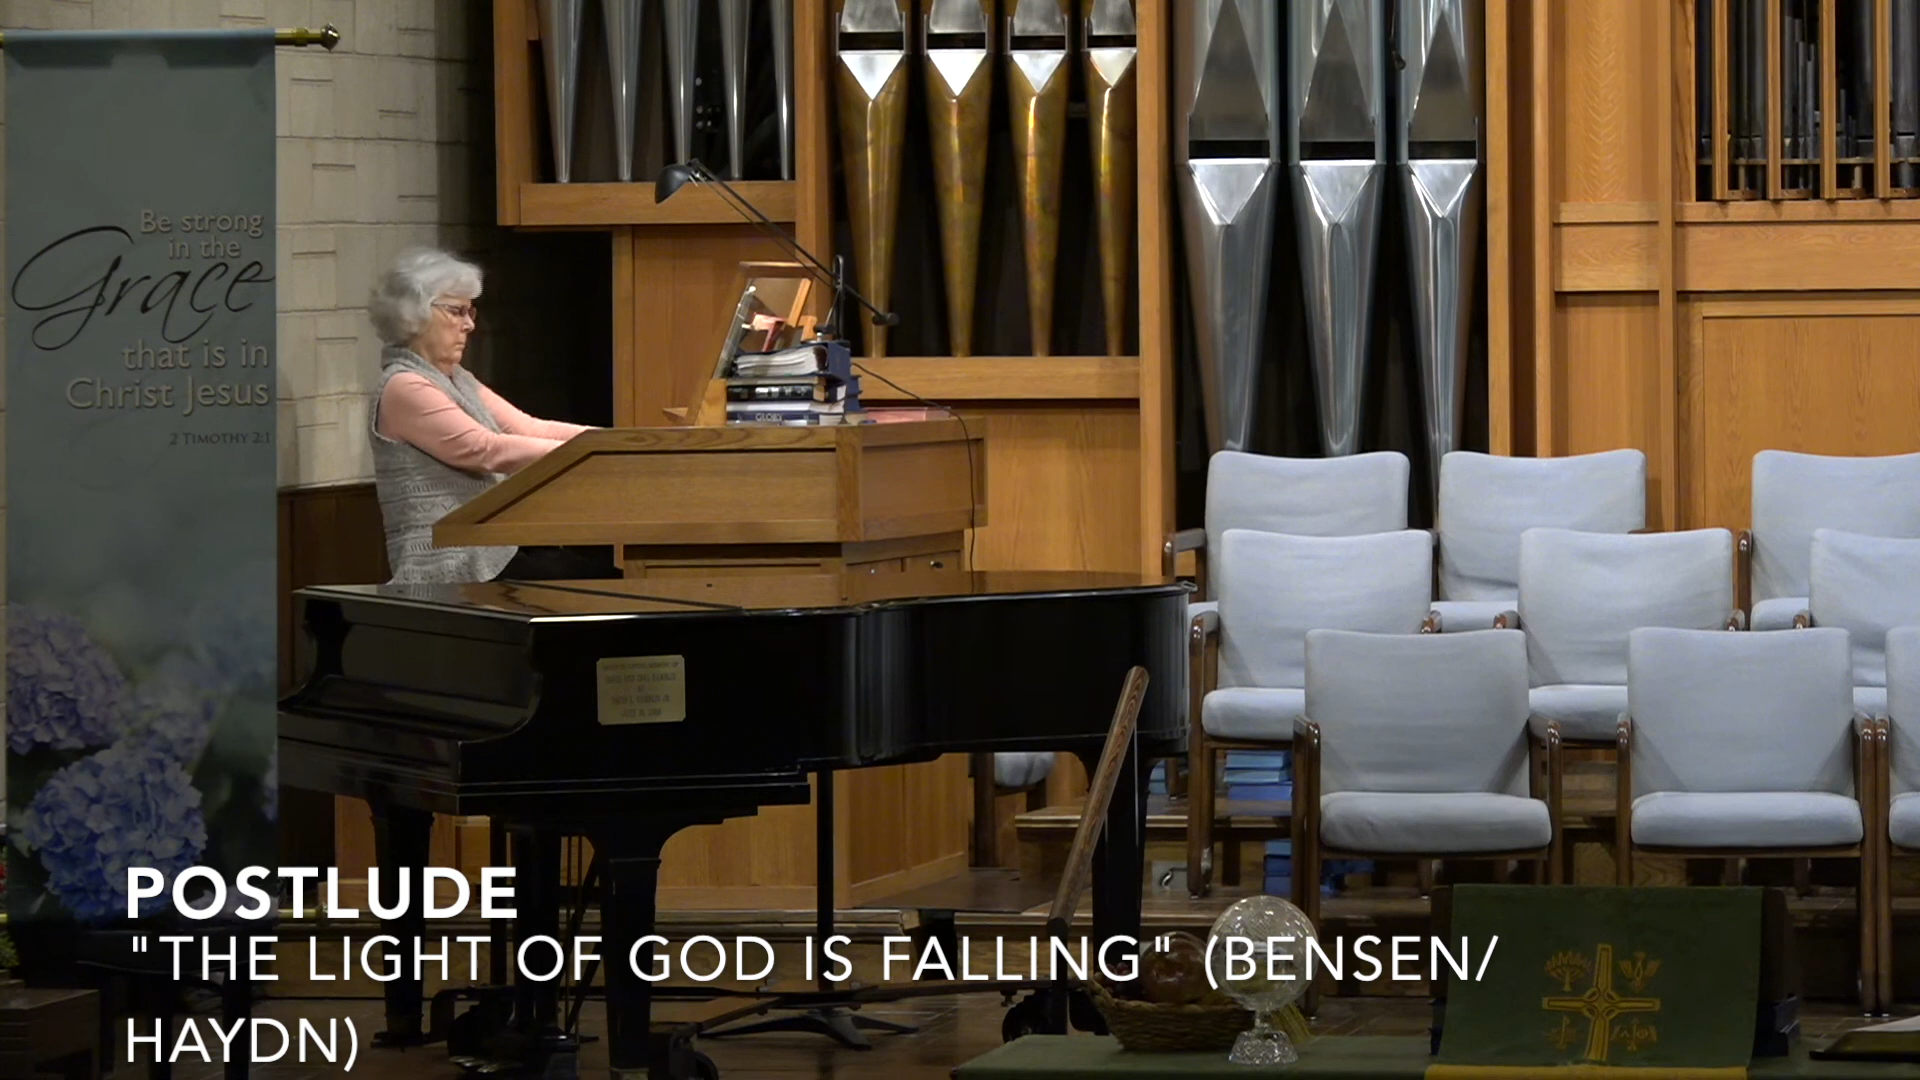 Be strong
in the
Grace
that is in
Christ Jesus
2 TIMOTHY 2:1
GLORY
POSTLUDE
"THE LIGHT OF GOD IS FALLING" (BENSEN/
HAYDN)